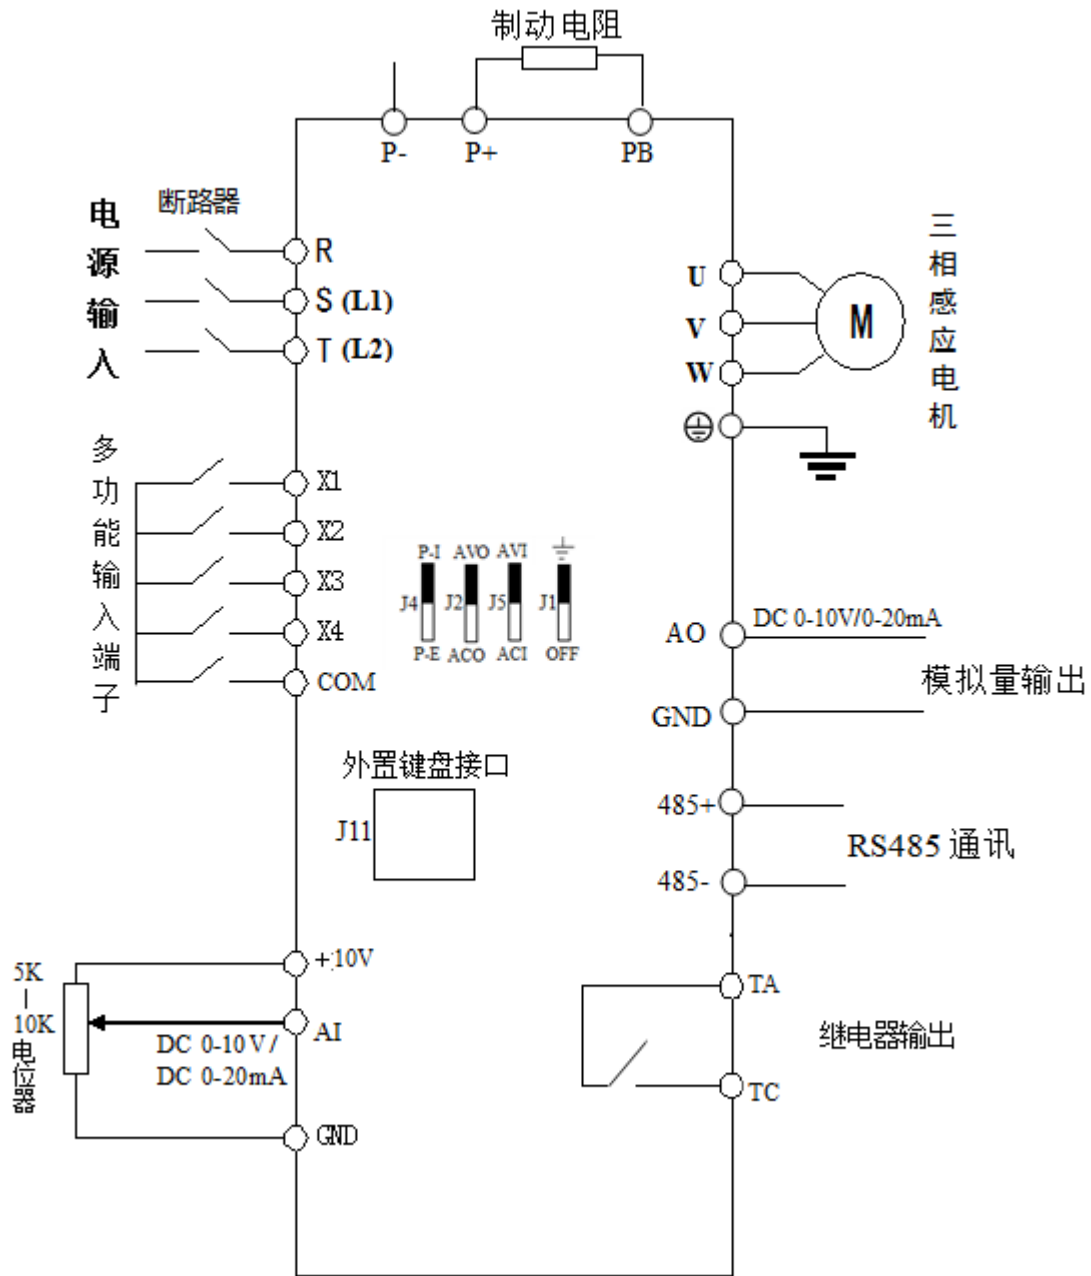 制动电阻
P-
P+
PB
电源输入
断路器
R
S (L1)
T (L2)
U
V
W
M
三相感应电机
多功能输入端子
X1
X2
X3
X4
COM
P-I AVO AVI
J4 J2 J5 J1
P-E ACO ACI OFF
AO
DC 0-10V/0-20mA
GND
模拟量输出
外置键盘接口
J11
485+
485-
RS485 通讯
5K
10K
电位器
+10V
AI
DC 0-10V/
DC 0-20mA
GND
TA
TC
继电器输出